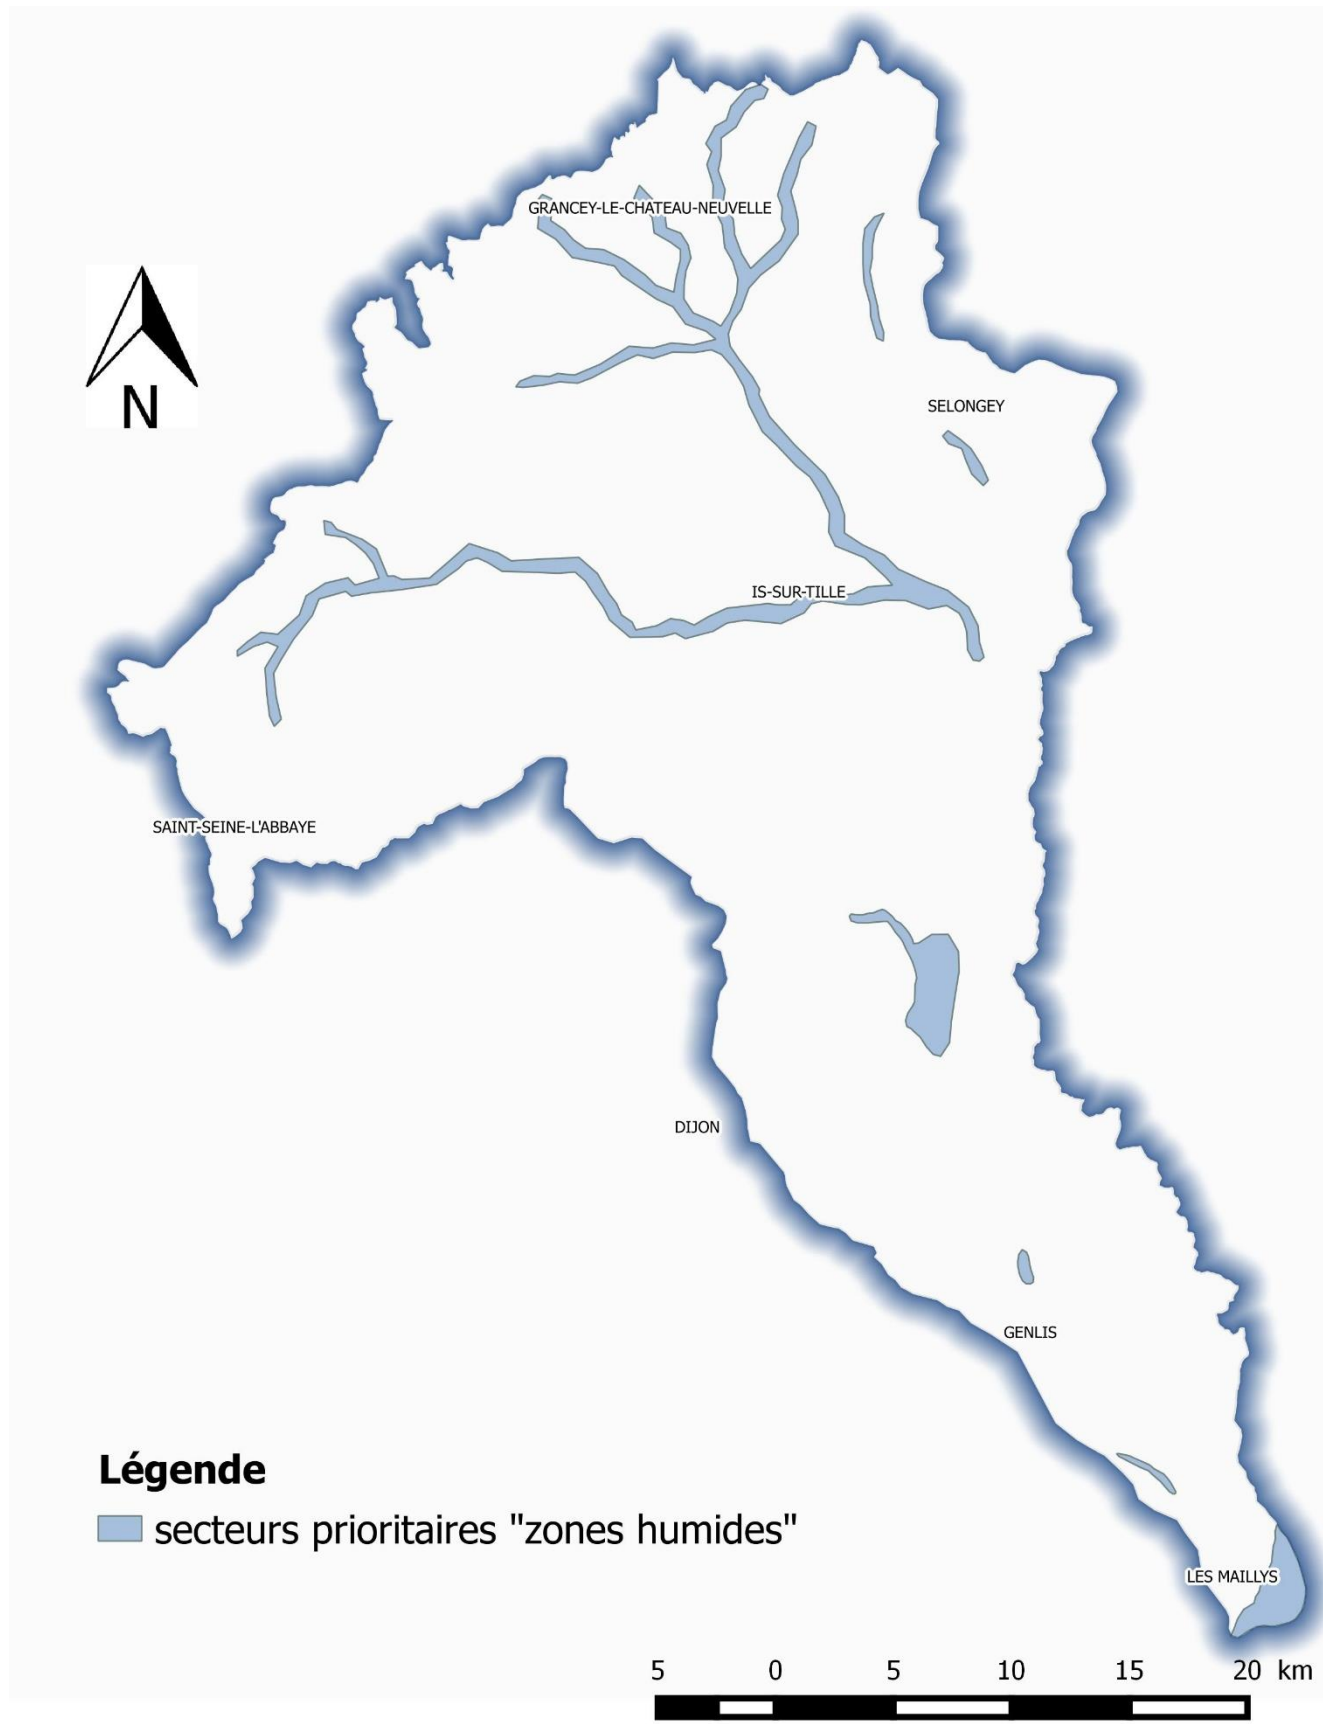 GRANCEY-LE-CHATEAU-NEUVELLE
N
SELONGEY
IS-SUR-TILLE
SAINT-SEINE-L'ABBAYE
DIJON
GENLIS
Légende
secteurs prioritaires "zones humides"
LES MAILLYS
5 0 5 10 15 20 km